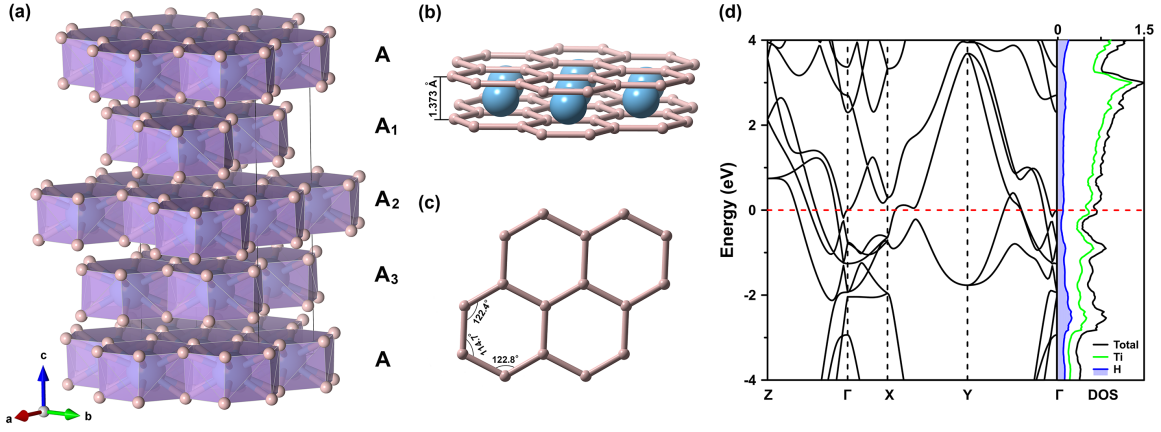 (a)
A
A1
A2
A3
A
c
a
b
(b)
1.373 Å
(c)
122.4°
114.7°
122.8°
(d)
0
1.5
4
2
0
-2
-4
Energy (eV)
Total
Ti
H
Z
Γ
X
Y
Γ
DOS